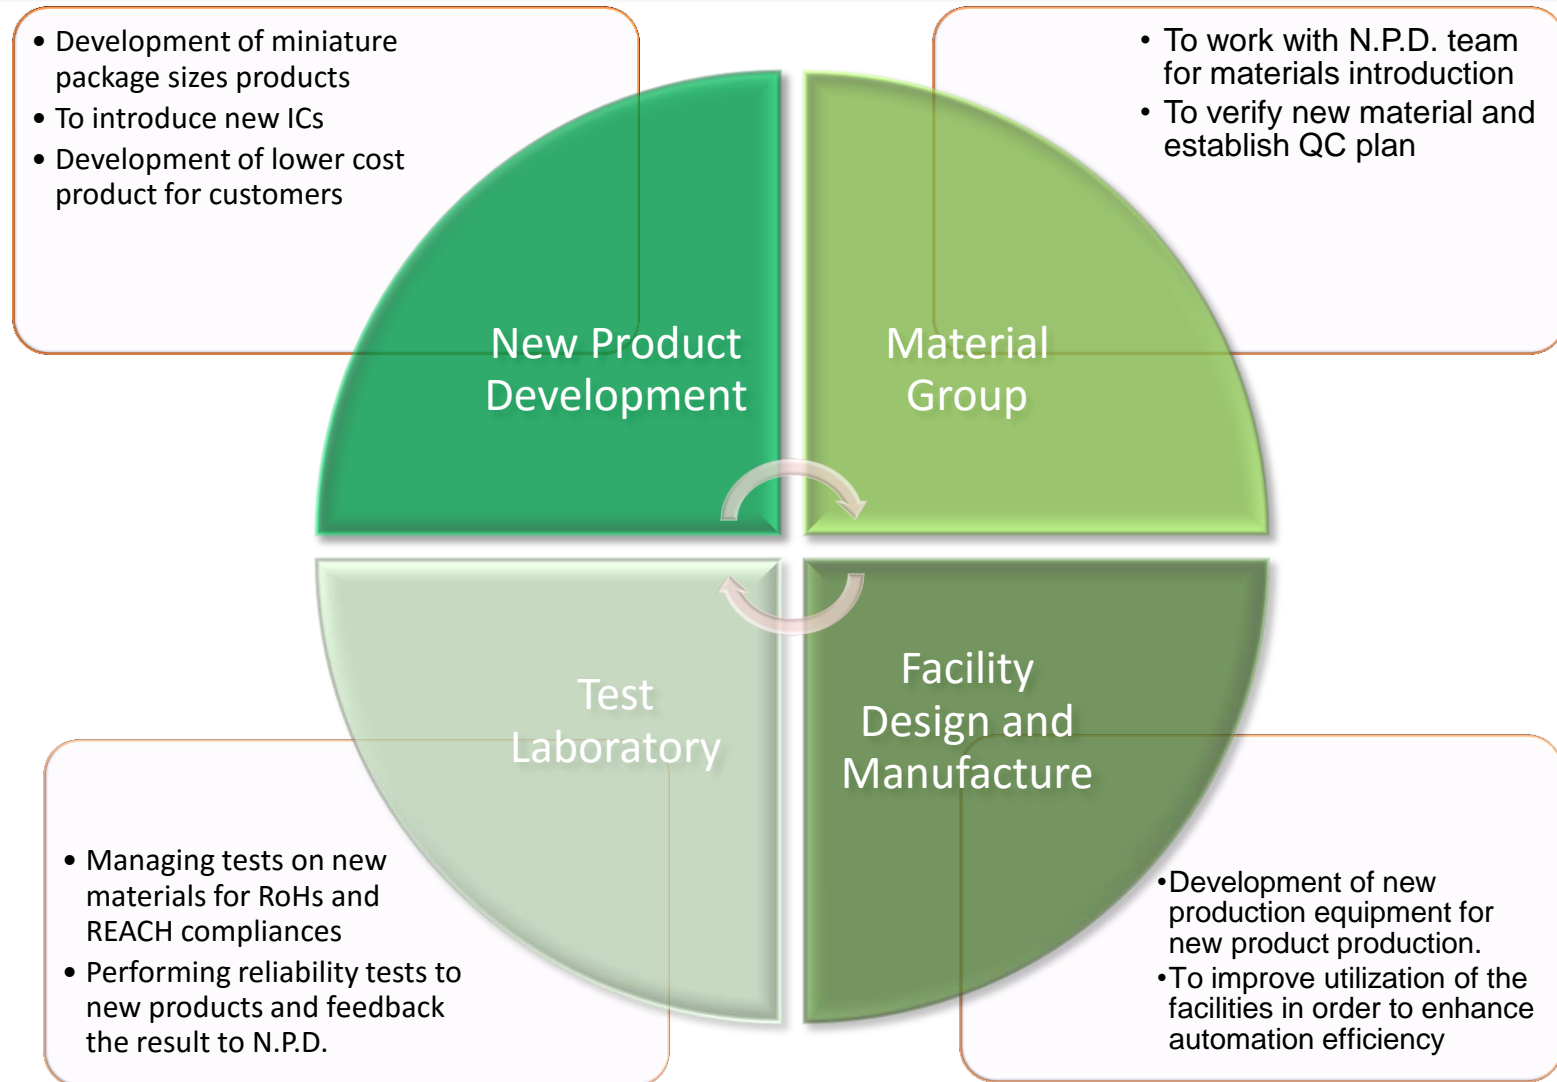 • Development of miniature
package sizes products
• To introduce new ICs
• Development of lower cost
product for customers
• To work with N.P.D. team
for materials introduction
• To verify new material and
establish QC plan
New Product
Development
Material
Group
Test
Laboratory
Facility
Design and
Manufacture
• Managing tests on new
materials for RoHs and
REACH compliances
• Performing reliability tests to
new products and feedback
the result to N.P.D.
•Development of new
production equipment for
new product production.
•To improve utilization of the
facilities in order to enhance
automation efficiency